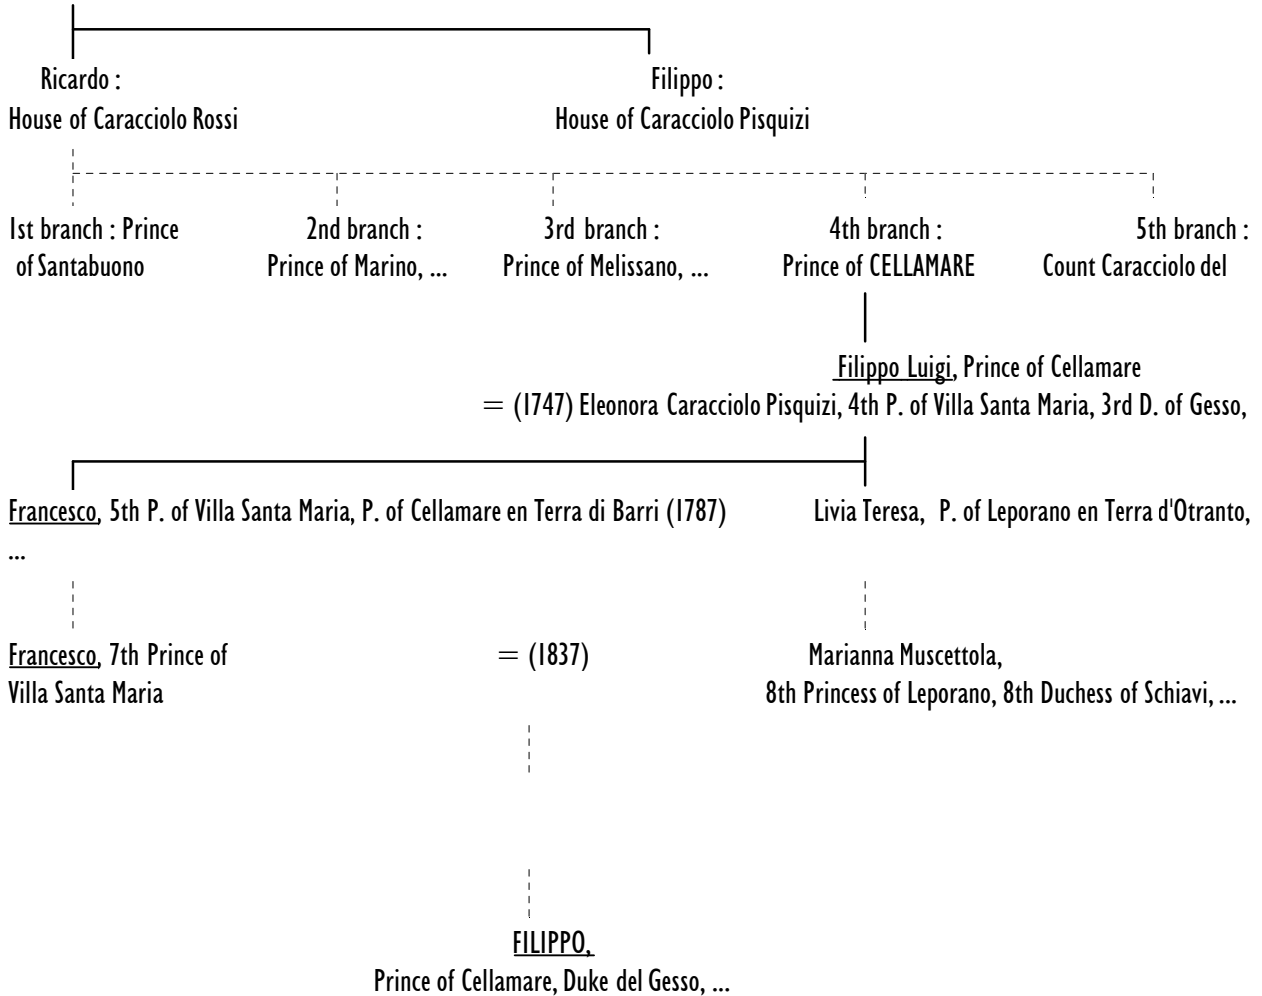 Ricardo : Filippo :
House of Caracciolo Rossi House of Caracciolo Pisquizi
1st branch : Prince 2nd branch : 3rd branch : 4th branch : 5th branch :
of Santabuono Prince of Marino, ... Prince of Melissano, ... Prince of CELLAMARE Count Caracciolo del
Filippo Luigi, Prince of Cellamare
= (1747) Eleonora Caracciolo Pisquizi, 4th P. of Villa Santa Maria, 3rd D. of Gesso,
Francesco, 5th P. of Villa Santa Maria, P. of Cellamare en Terra di Barri (1787) Livia Teresa, P. of Leporano en Terra d'Otranto,
...
Francesco, 7th Prince of = (1837) Marianna Muscettola,
Villa Santa Maria 8th Princess of Leporano, 8th Duchess of Schiavi, ...
FILIPPO,
Prince of Cellamare, Duke del Gesso, ...